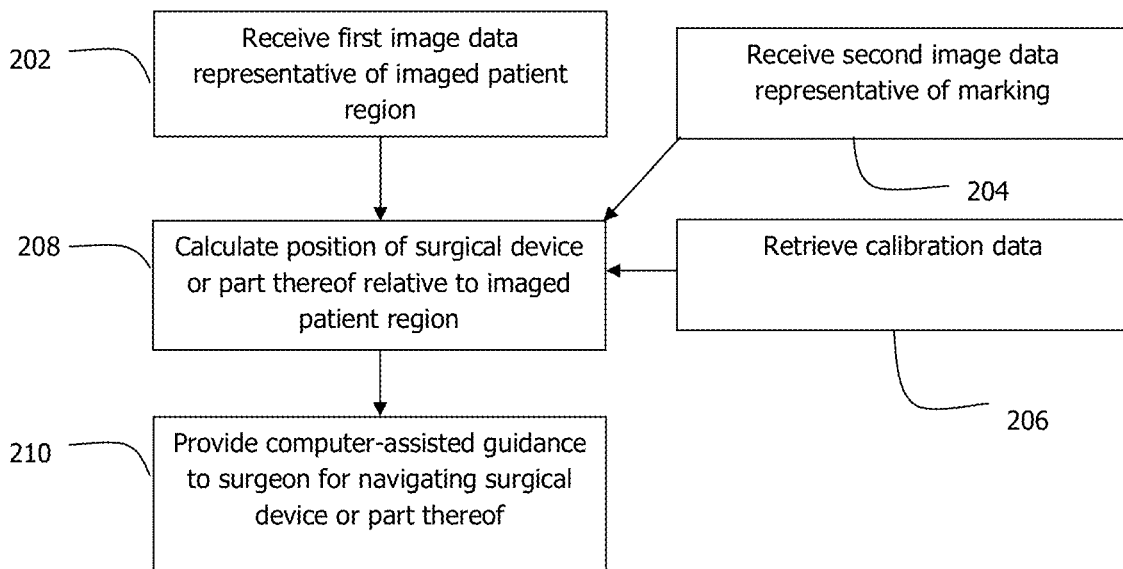 202
Receive first image data
representative of imaged patient
region
Receive second image data
representative of marking
204
208
Calculate position of surgical device
or part thereof relative to imaged
patient region
Retrieve calibration data
206
210
Provide computer-assisted guidance
to surgeon for navigating surgical
device or part thereof